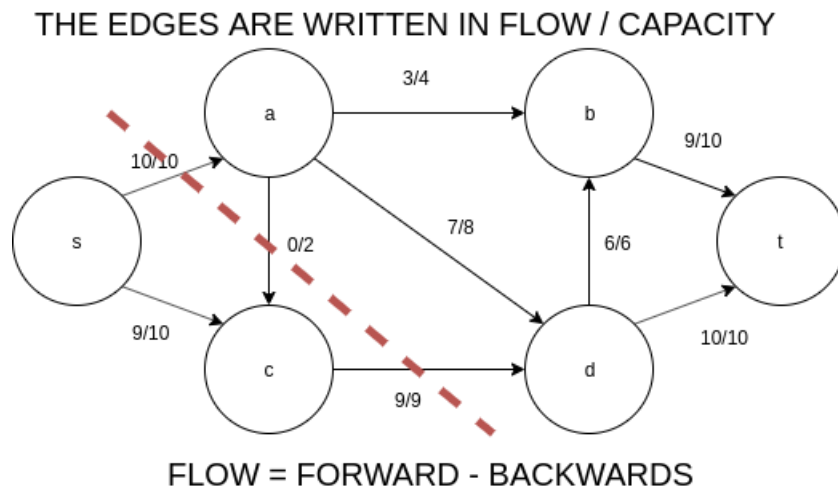 THE EDGES ARE WRITTEN IN FLOW / CAPACITY
a
3/4
b
10/10
9/10
s
0/2
7/8
6/6
t
9/10
c
9/9
d
10/10
FLOW = FORWARD - BACKWARDS